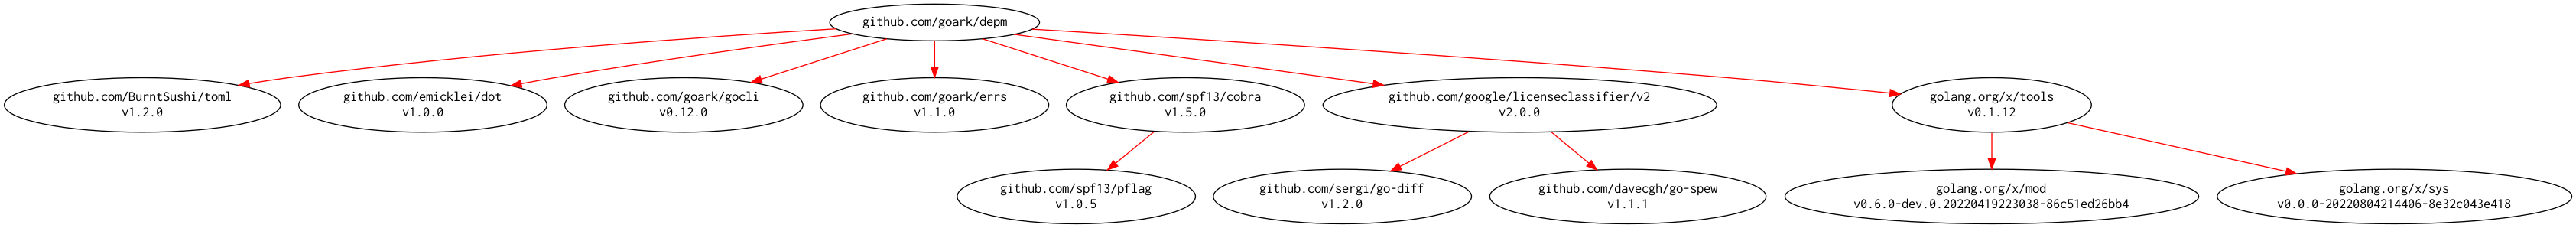 github.com/goark/depm
github.com/BurntSushi/toml
v1.2.0
github.com/emicklei/dot
v1.0.0
github.com/goark/gocli
v0.12.0
github.com/goark/errs
v1.1.0
github.com/spf13/cobra
v1.5.0
github.com/google/licenseclassifier/v2
v2.0.0
golang.org/x/tools
v0.1.12
github.com/spf13/pflag
v1.0.5
github.com/sergi/go-diff
v1.2.0
github.com/davecgh/go-spew
v1.1.1
golang.org/x/mod
v0.6.0-dev.0.20220419223038-86c51ed26bb4
golang.org/x/sys
v0.0.0-20220804214406-8e32c043e418